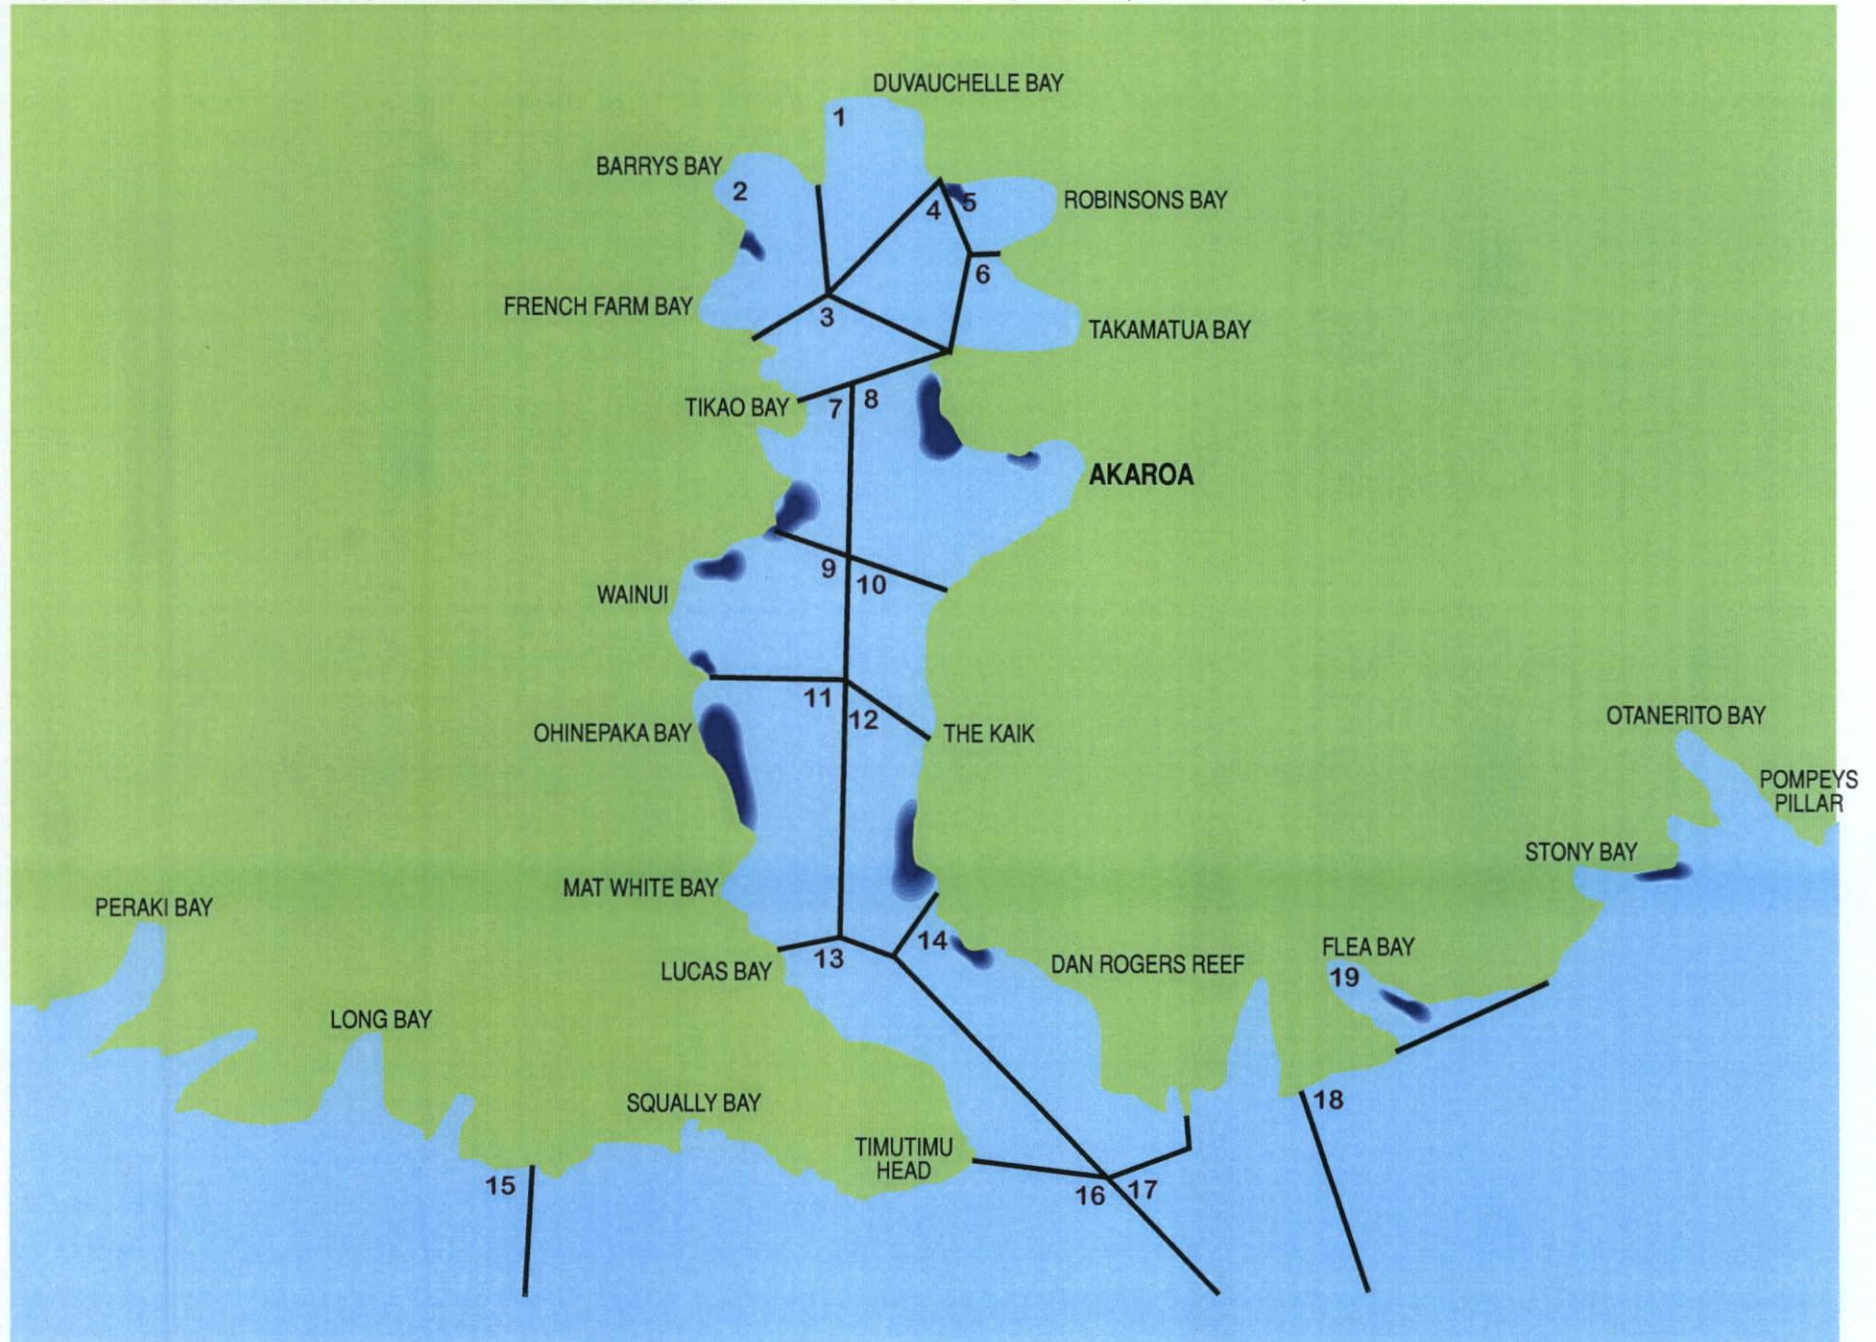 DUVAUCHELLE BAY
1
BARRYS BAY
2
ROBINSONS BAY
4
5
6
FRENCH FARM BAY
3
TAKAMATUA BAY
TIKAO BAY
7
8
AKAROA
9
10
WAINUI
11
12
OHINEPAKA BAY
THE KAIK
OTANERITO BAY
POMPEYS
PILLAR
STONY BAY
MAT WHITE BAY
PERAKI BAY
14
FLEA BAY
13
LUCAS BAY
DAN ROGERS REEF
19
LONG BAY
SQUALLY BAY
18
TIMUTIMU
HEAD
15
16
17